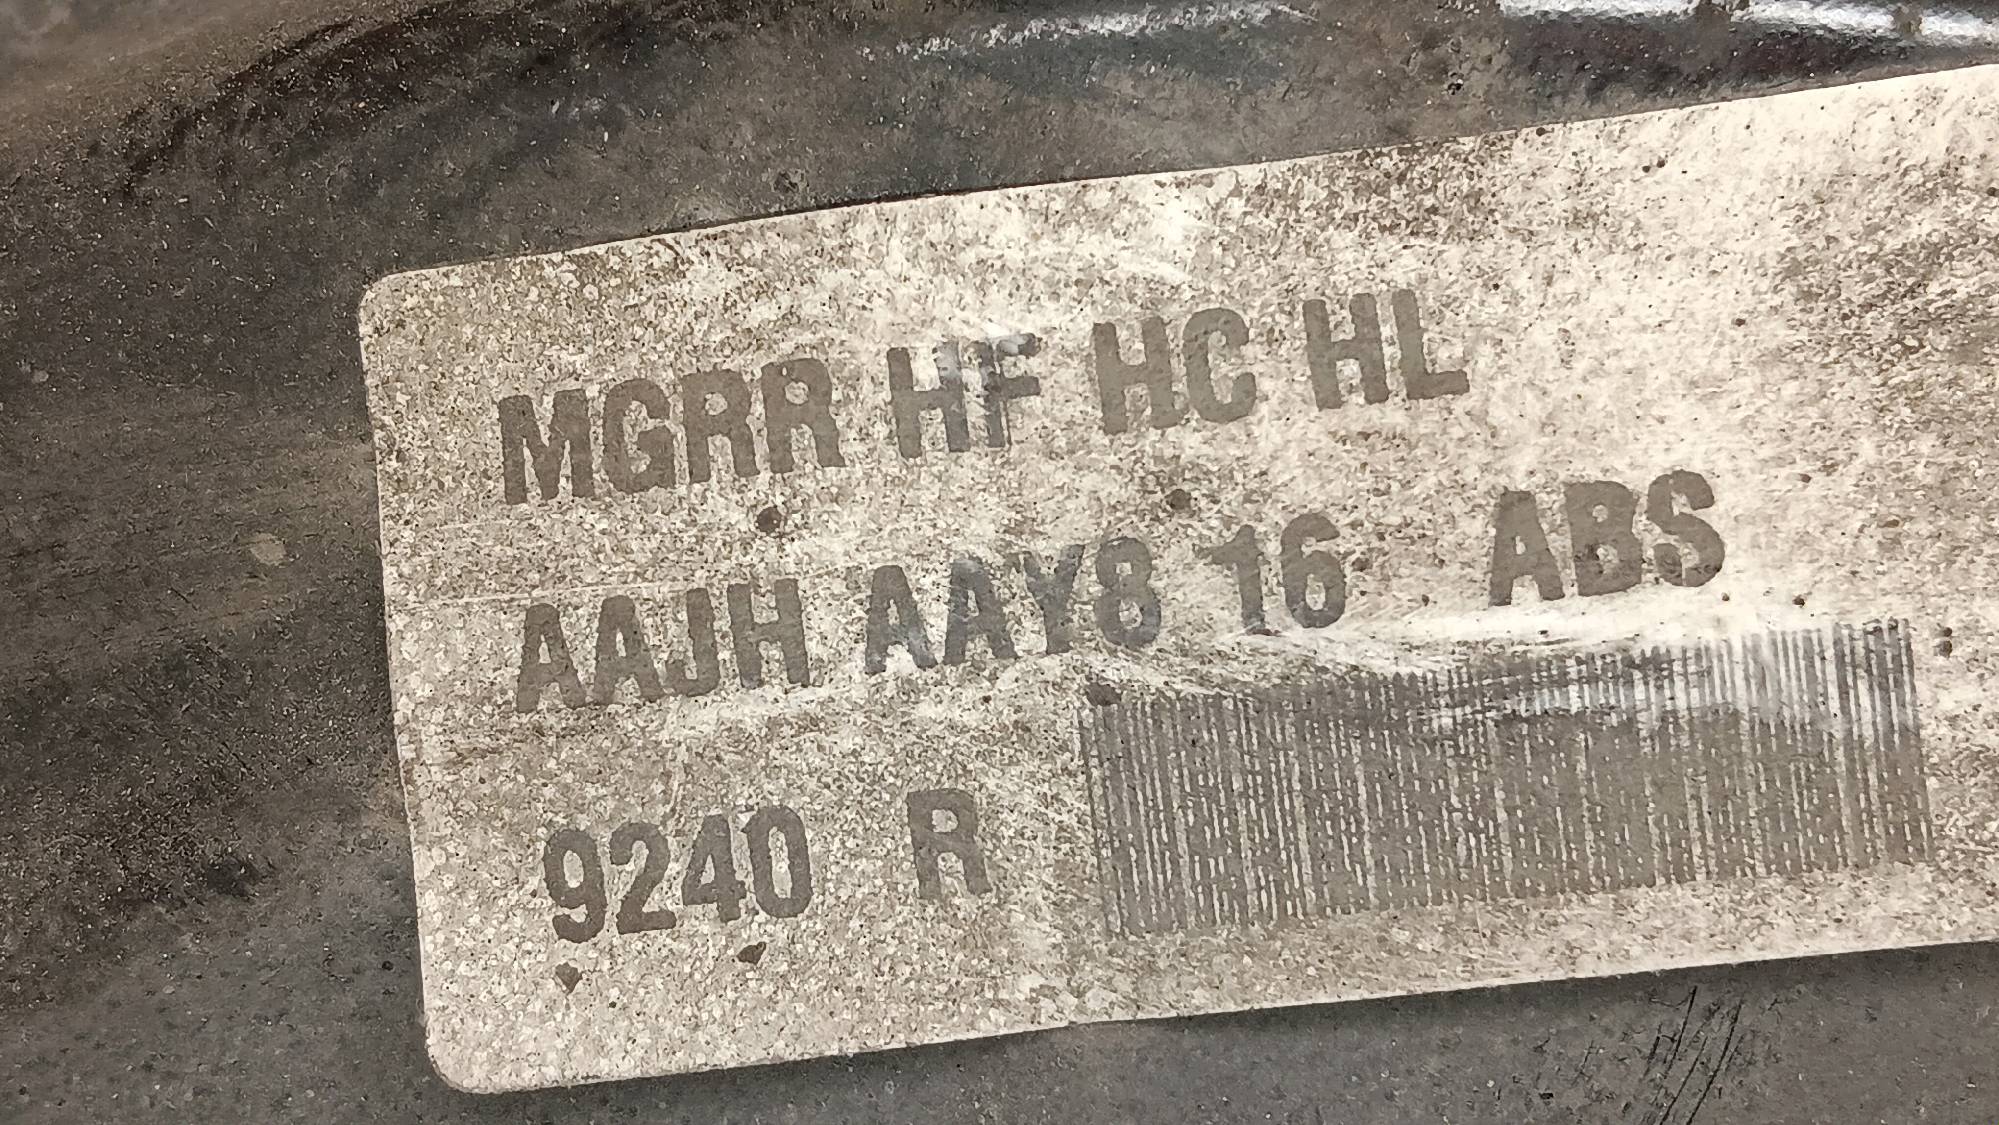 MGRR HF HC HL
AAJH AAY8 16 ABS
9240 R